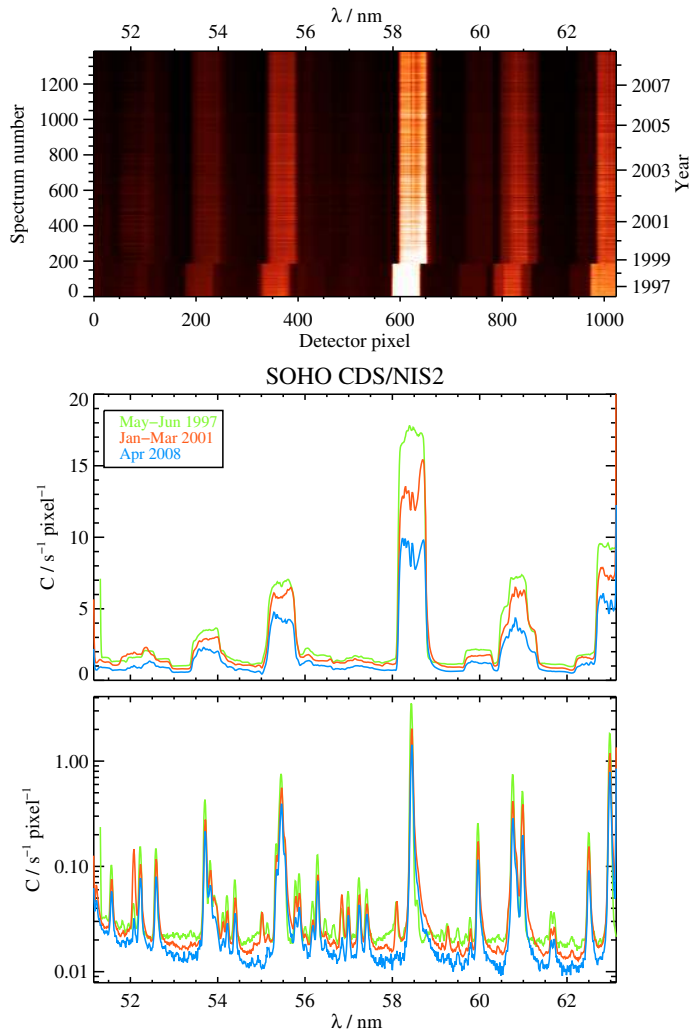 λ / nm
52 54 56 58 60 62
Spectrum number
1200
1000
800
600
400
200
0
2007
2005
2003
2001
1999
1997
Year
0 200 400 600 800 1000
Detector pixel
SOHO CDS/NIS2
May−Jun 1997
Jan−Mar 2001
Apr 2008
C / s⁻¹ pixel⁻¹
20
15
10
5
0
C / s⁻¹ pixel⁻¹
1.00
0.10
0.01
52 54 56 58 60 62
λ / nm